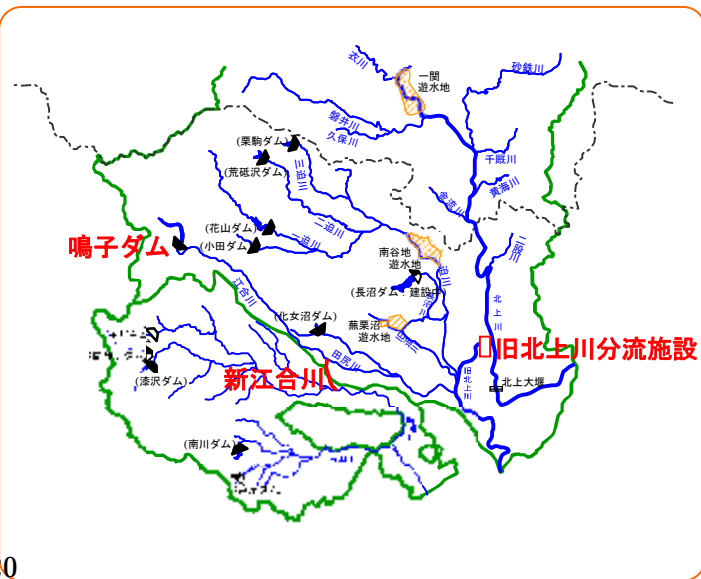 衣川
一関
遊水地
砂鉄川
磐井川
久保川
(栗駒ダム)
(荒砥沢ダム)
三迫川
千厩川
黄海川
金流川
(花山ダム)
二迫川
(小田ダム)
一迫川
鳴子ダム
南谷地
遊水地
迫川
二股川
(長沼ダム：建設中)
江合川
北上川
(化女沼ダム)
蕪栗沼
遊水地
旧北上川分流施設
田尻川
新江合川
(漆沢ダム)
旧北上川
北上大堰
(南川ダム)